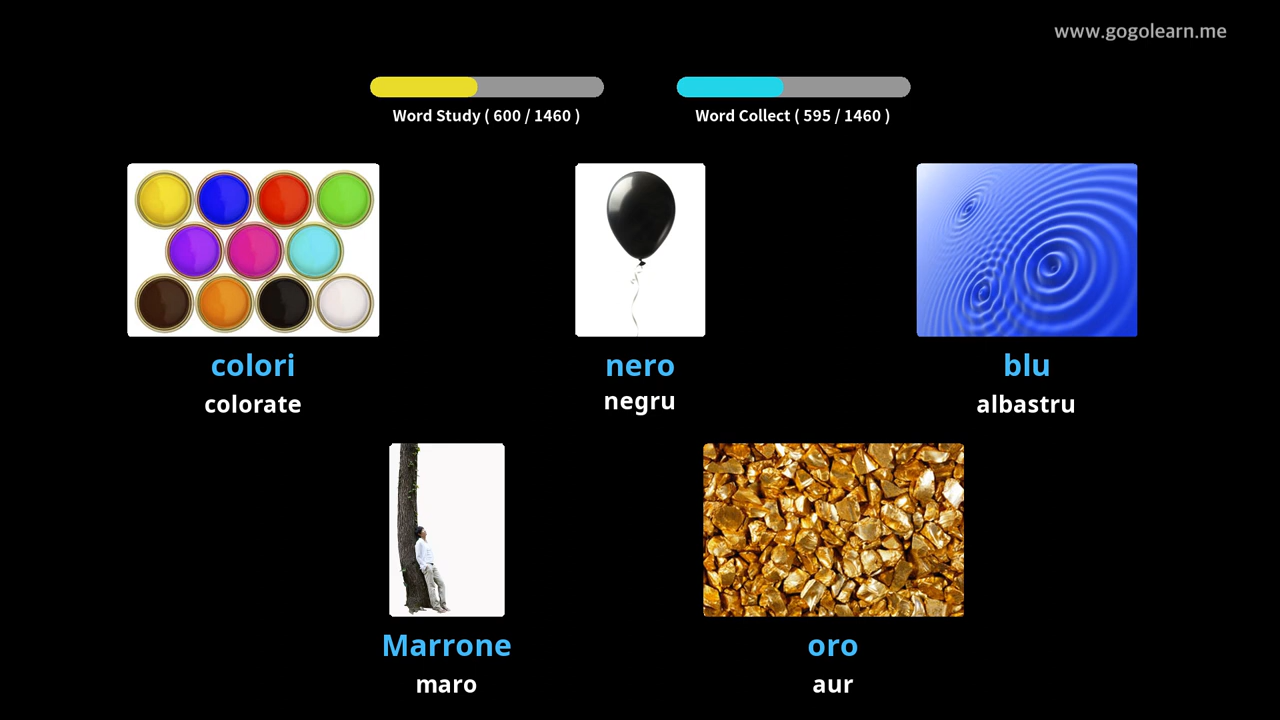 www.gogolearn.me
Word Study ( 600 / 1460 )
Word Collect ( 595 / 1460 )
colori
colorate
nero
negru
blu
albastru
Marrone
maro
oro
aur